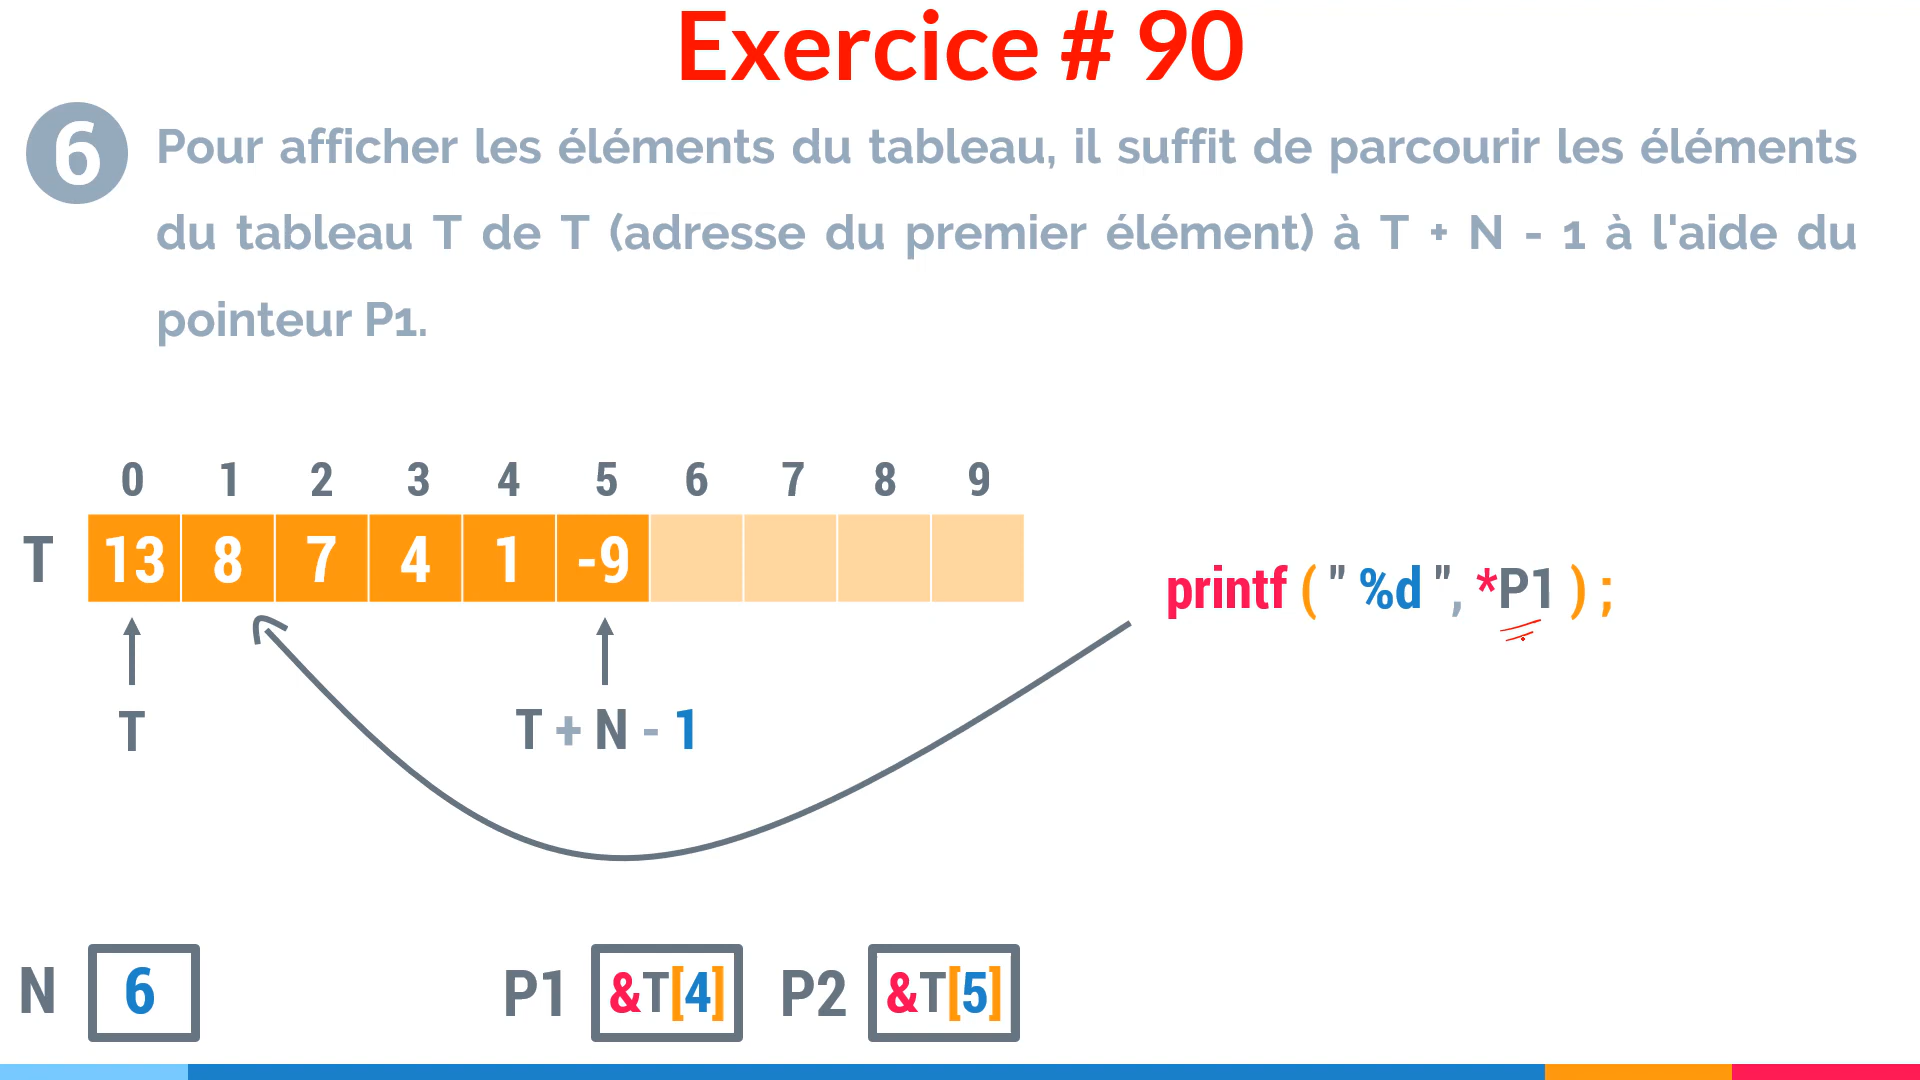 Exercice # 90
6
Pour afficher les éléments du tableau, il suffit de parcourir les éléments
du tableau T de T (adresse du premier élément) à T + N - 1 à l'aide du
pointeur P1.
0 1 2 3 4 5 6 7 8 9
T 13 8 7 4 1 -9
printf ( " %d ", *P1 ) ;
T T + N - 1
N 6 P1 &T[4] P2 &T[5]